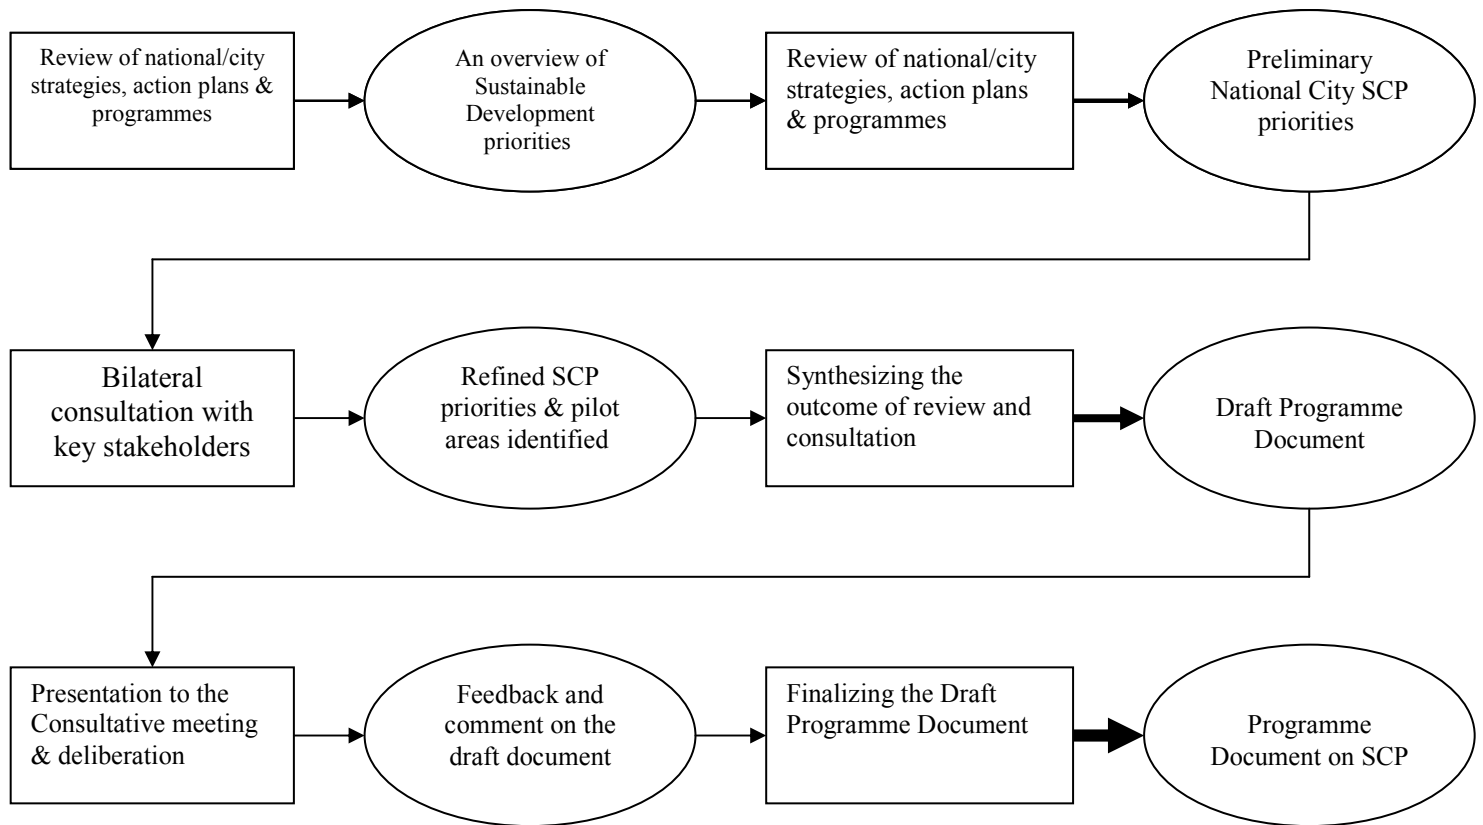 Review of national/city
strategies, action plans &
programmes
An overview of
Sustainable
Development
priorities
Review of national/city
strategies, action plans
& programmes
Preliminary
National City SCP
priorities
Bilateral
consultation with
key stakeholders
Refined SCP
priorities & pilot
areas identified
Synthesizing the
outcome of review and
consultation
Draft Programme
Document
Presentation to the
Consultative meeting
& deliberation
Feedback and
comment on the
draft document
Finalizing the Draft
Programme Document
Programme
Document on SCP